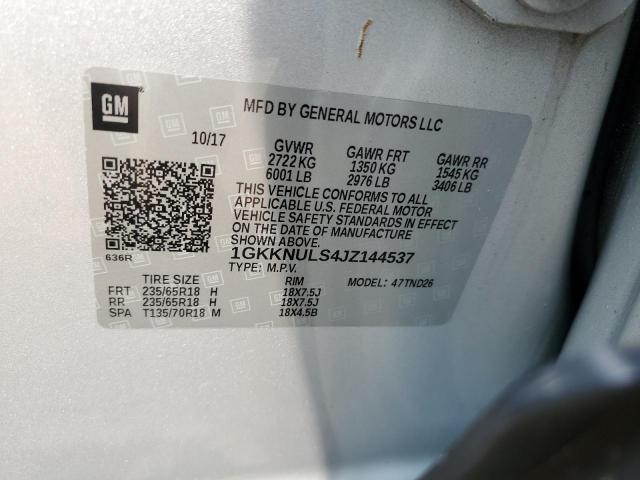 GM
MFD BY GENERAL MOTORS LLC
10/17
GVWR GAWR FRT GAWR RR
2722 KG 1350 KG 1545 KG
6001 LB 2976 LB 3406 LB
THIS VEHICLE CONFORMS TO ALL
APPLICABLE U.S. FEDERAL MOTOR
VEHICLE SAFETY STANDARDS IN EFFECT
ON THE DATE OF MANUFACTURE
SHOWN ABOVE.
1GKKNULS4JZ144537
636R
TYPE: M.P.V. MODEL: 47TND26
TIRE SIZE RIM
FRT 235/65R18 H 18X7.5J
RR 235/65R18 H 18X7.5J
SPA T135/70R18 M 18X4.5B